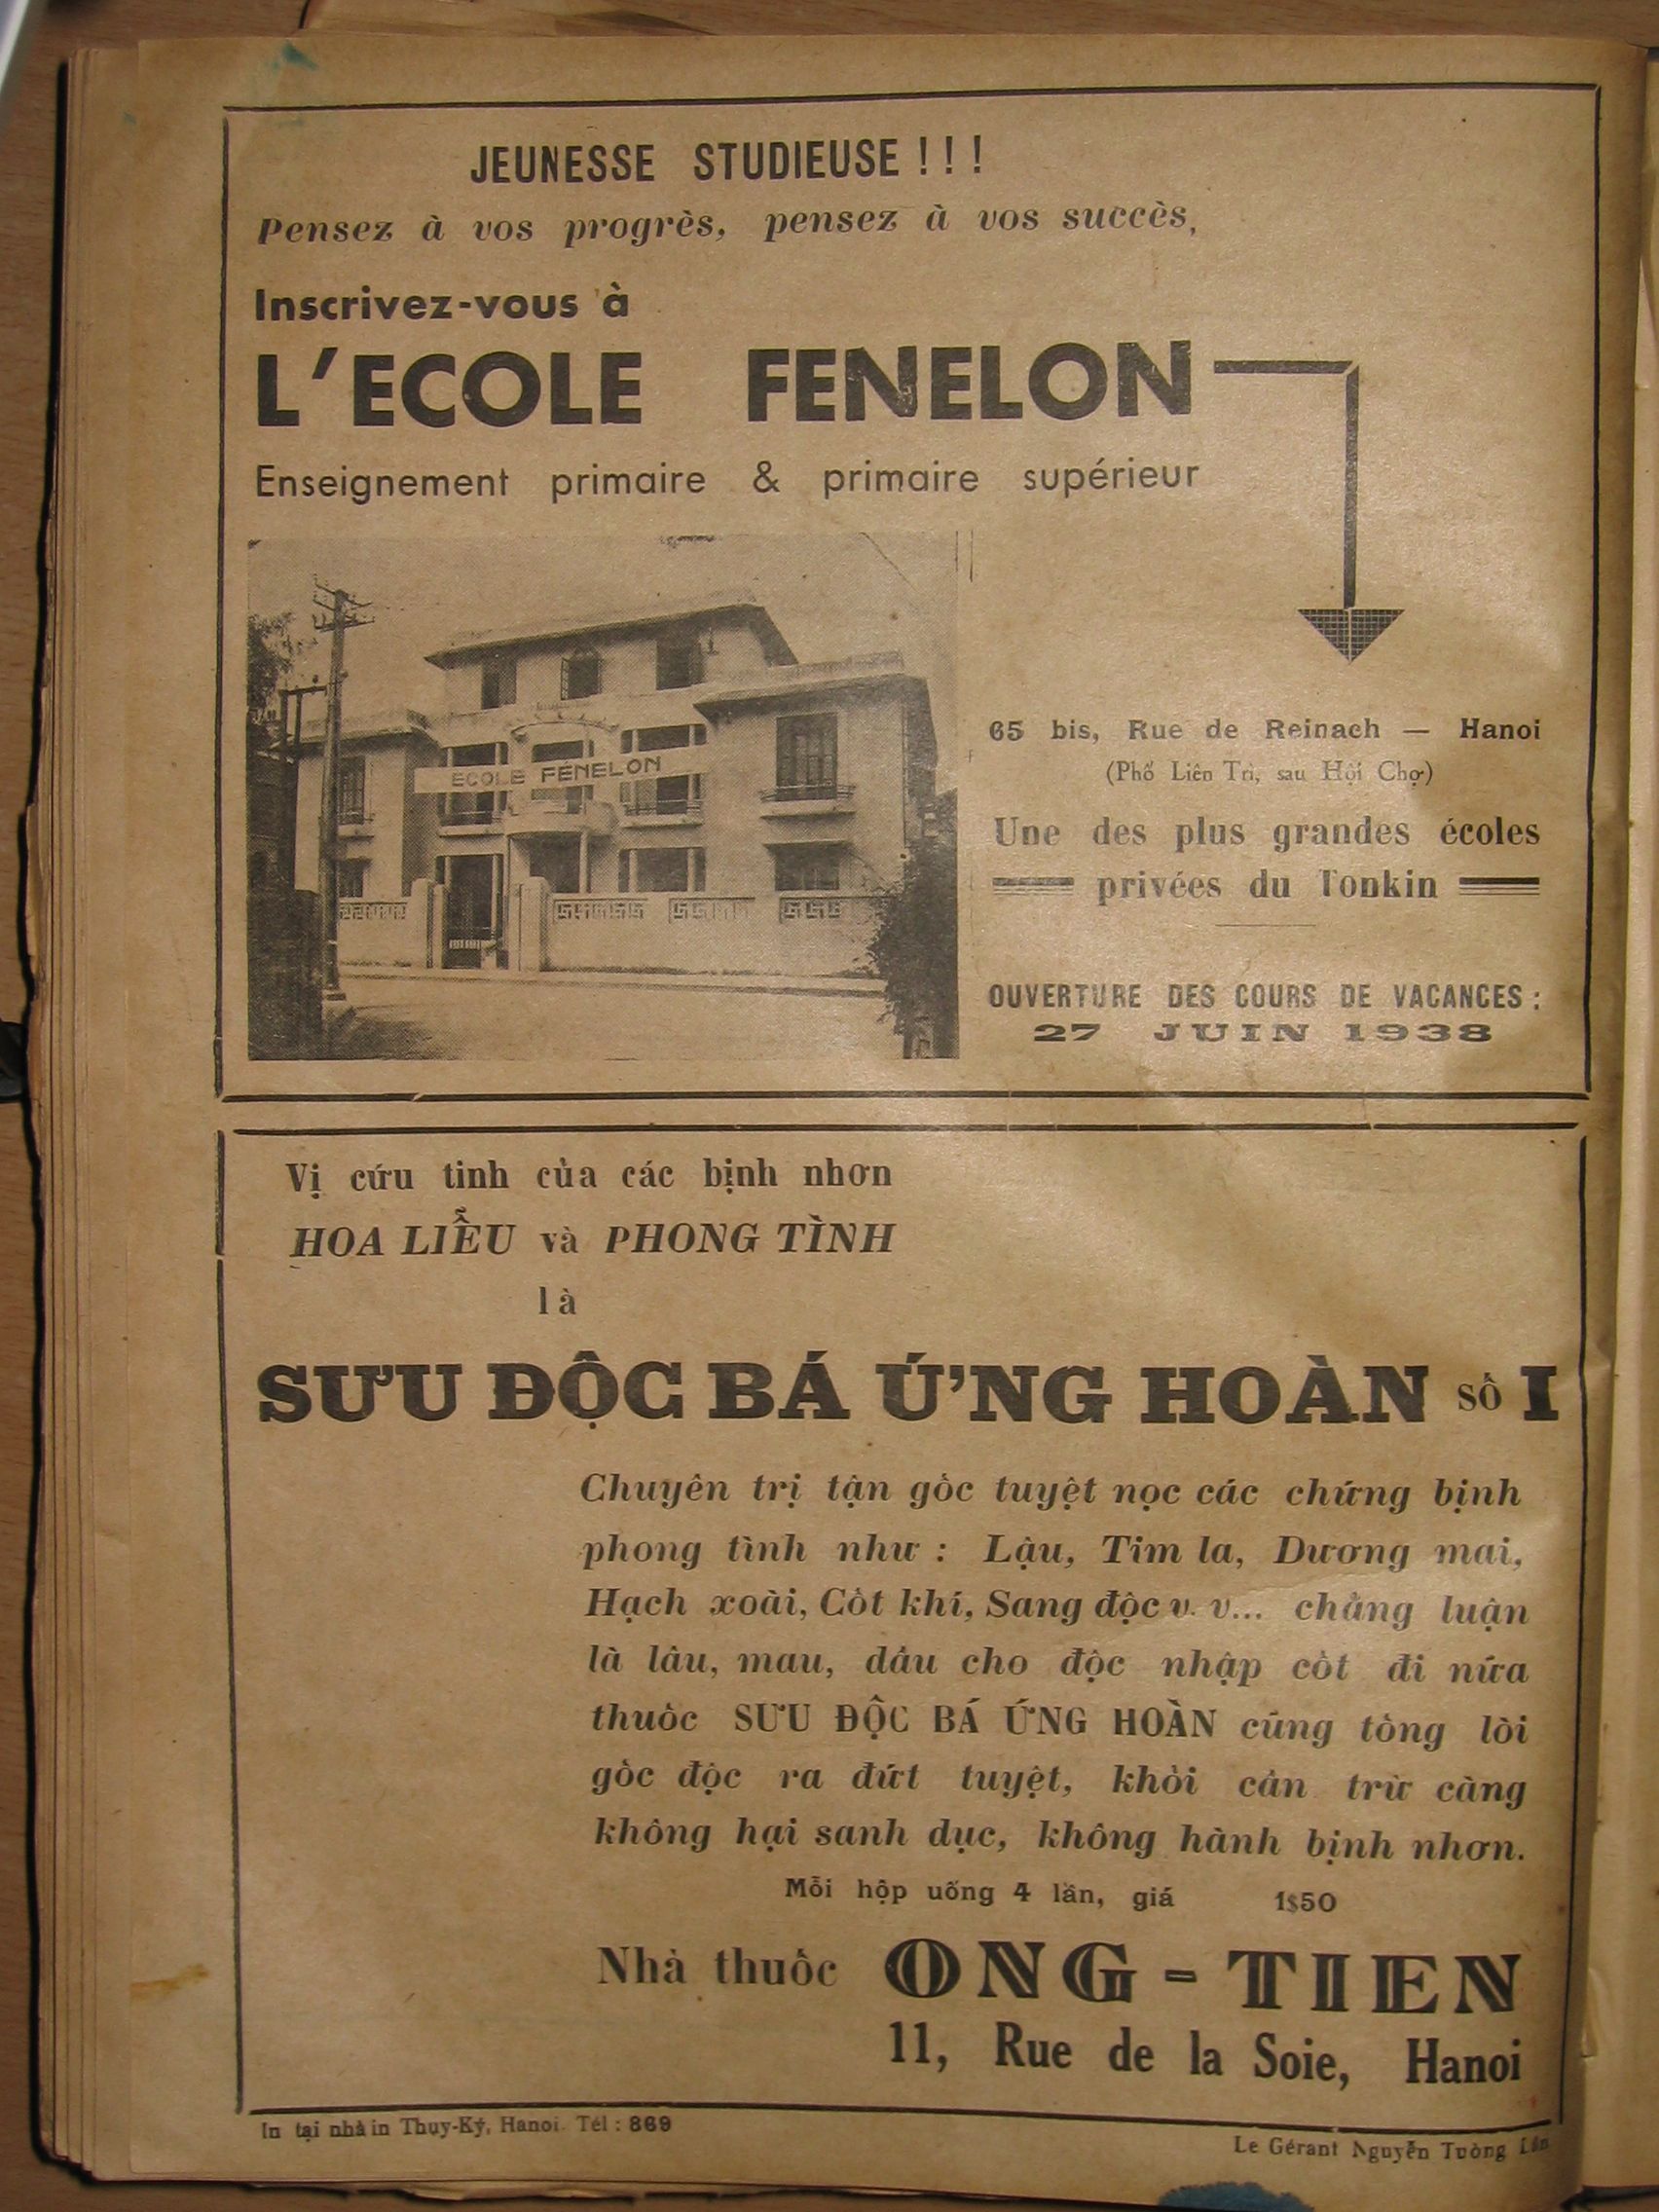 JEUNESSE STUDIEUSE ! ! !
Pensez à vos progrès, pensez à vos succès,
Inscrivez-vous à
L'ECOLE FENELON
Enseignement primaire & primaire supérieur
ECOLE FÉNELON
65 bis, Rue de Reinach — Hanoi
(Phố Liên Trì, sau Hội Chợ)
Une des plus grandes écoles
privées du Tonkin
OUVERTURE DES COURS DE VACANCES :
27 JUIN 1938
Vị cứu tinh của các bịnh nhơn
HOA LIỄU và PHONG TÌNH
là
SƯU ĐỘC BÁ ỨNG HOÀN số I
Chuyên trị tận gốc tuyệt nọc các chứng bịnh
phong tình như : Lậu, Tim la, Dương mai,
Hạch xoài, Cốt khí, Sang độc v. v... chẳng luận
là lâu, mau, dầu cho độc nhập cốt đi nữa
thuốc SƯU ĐỘC BÁ ỨNG HOÀN cũng tống lòi
gốc độc ra đứt tuyệt, khỏi cần trừ căng
không hại sanh dục, không hành bịnh nhơn.
Mỗi hộp uống 4 lần, giá 1$50
Nhà thuốc ONG-TIEN
11, Rue de la Soie, Hanoi
In tại nhà in Thụy-Ký, Hanoi. Tél : 869
Le Gérant Nguyễn Tường Lân